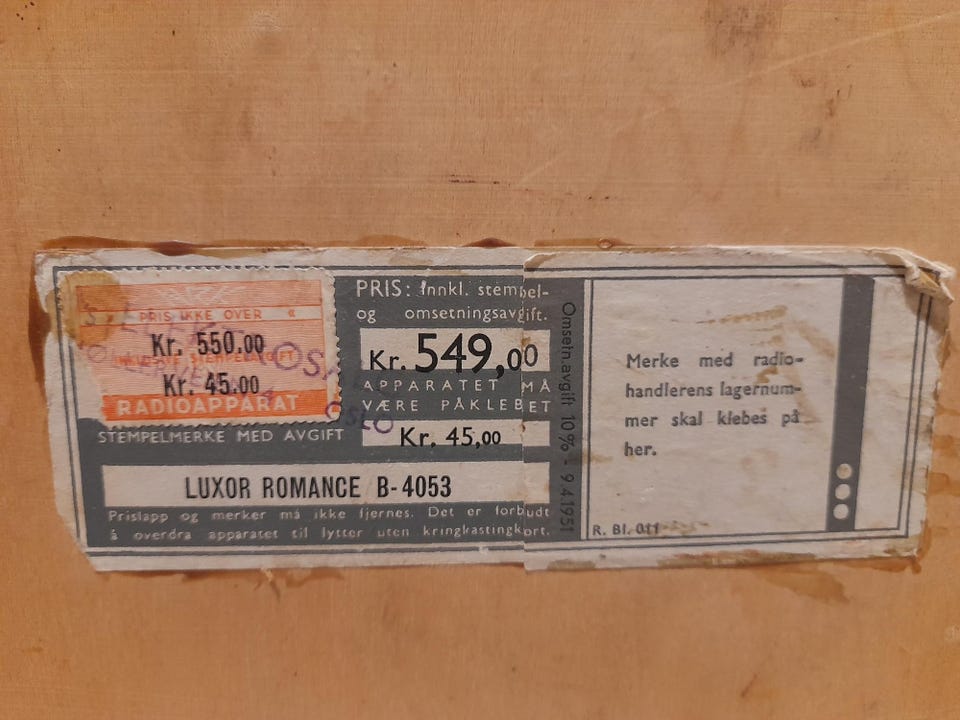 PRIS IKKE OVER
Kr. 550.00
Kr. 45.00
RADIOAPPARAT
OSLO
STEMPELMERKE MED AVGIFT
PRIS: Innkl. stempel-
og omsetningsavgift.
Kr. 549,00
APPARATET MÅ
VÆRE PÅKLEBET
Kr. 45,00
LUXOR ROMANCE B-4053
Prislapp og merker må ikke fjernes. Det er forbudt
å overdra apparatet til lytter uten kringkastingkort.
Omsetn.avgift 10% - 9.4.1951
Merke med radio-
handlerens lagernum-
mer skal klebes på
her.
R. Bl. 011